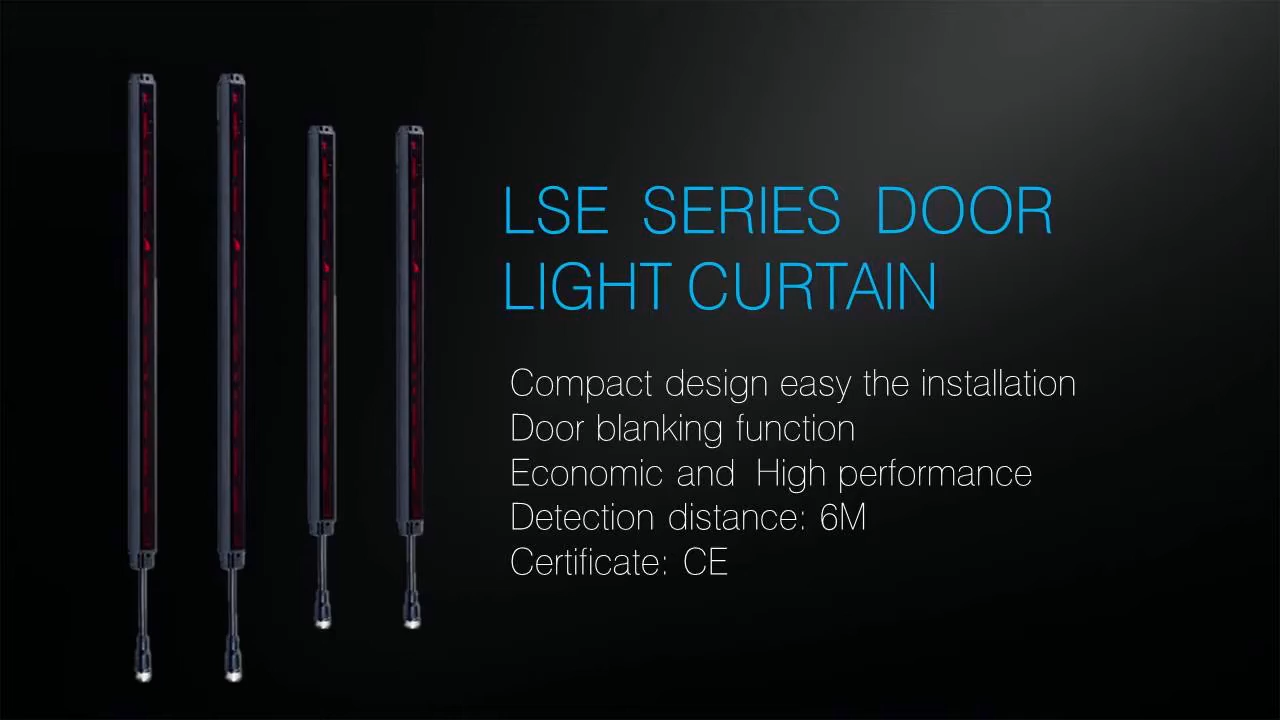 LSE SERIES DOOR
LIGHT CURTAIN
Compact design easy the installation
Door blanking function
Economic and High performance
Detection distance: 6M
Certificate: CE